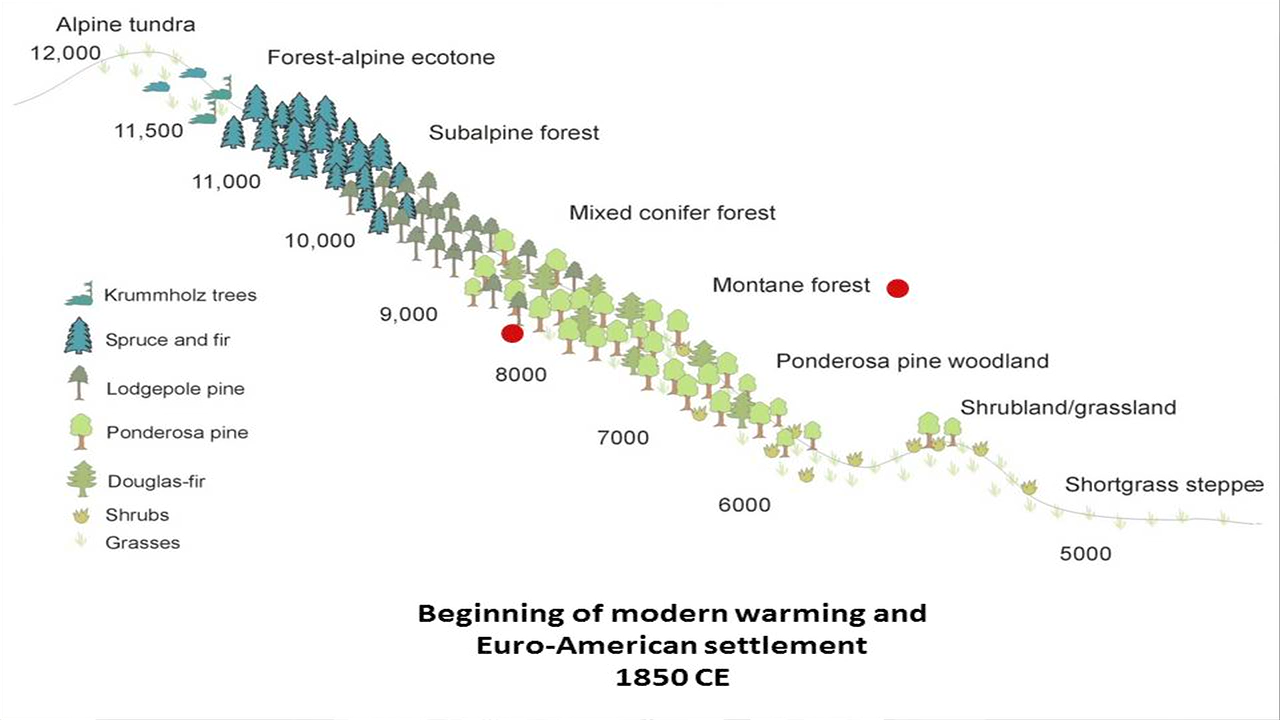 Alpine tundra
12,000
Forest-alpine ecotone
11,500
Subalpine forest
11,000
Mixed conifer forest
10,000
Montane forest
9,000
Ponderosa pine woodland
8000
Shrubland/grassland
7000
Shortgrass steppee
6000
5000
Krummholz trees
Spruce and fir
Lodgepole pine
Ponderosa pine
Douglas-fir
Shrubs
Grasses
Beginning of modern warming and
Euro-American settlement
1850 CE